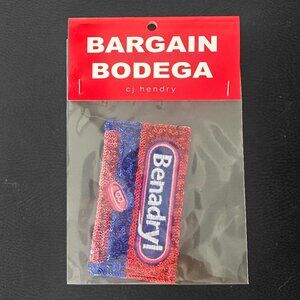 BARGAIN
BODEGA
cj hendry
Benadryl